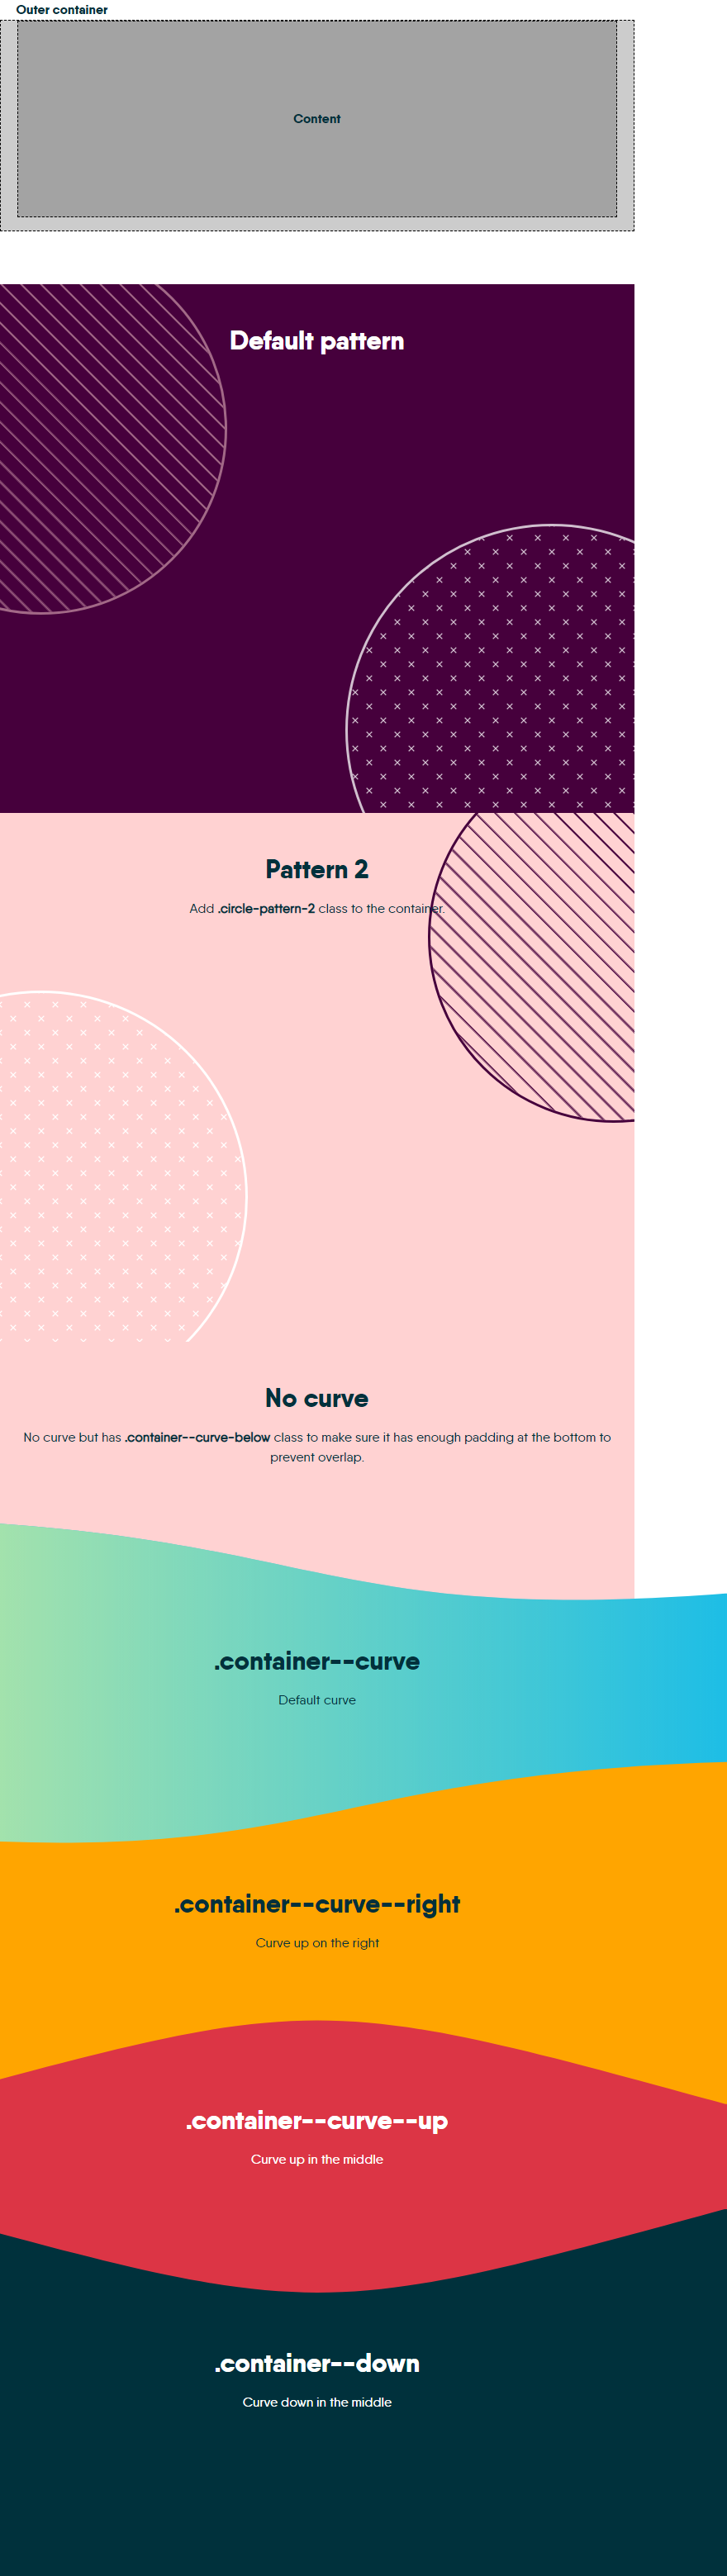 Outer container
Content
Default pattern
Pattern 2
Add .circle-pattern-2 class to the container.
No curve
No curve but has .container--curve-below class to make sure it has enough padding at the bottom to
prevent overlap.
.container--curve
Default curve
.container--curve--right
Curve up on the right
.container--curve--up
Curve up in the middle
.container--down
Curve down in the middle